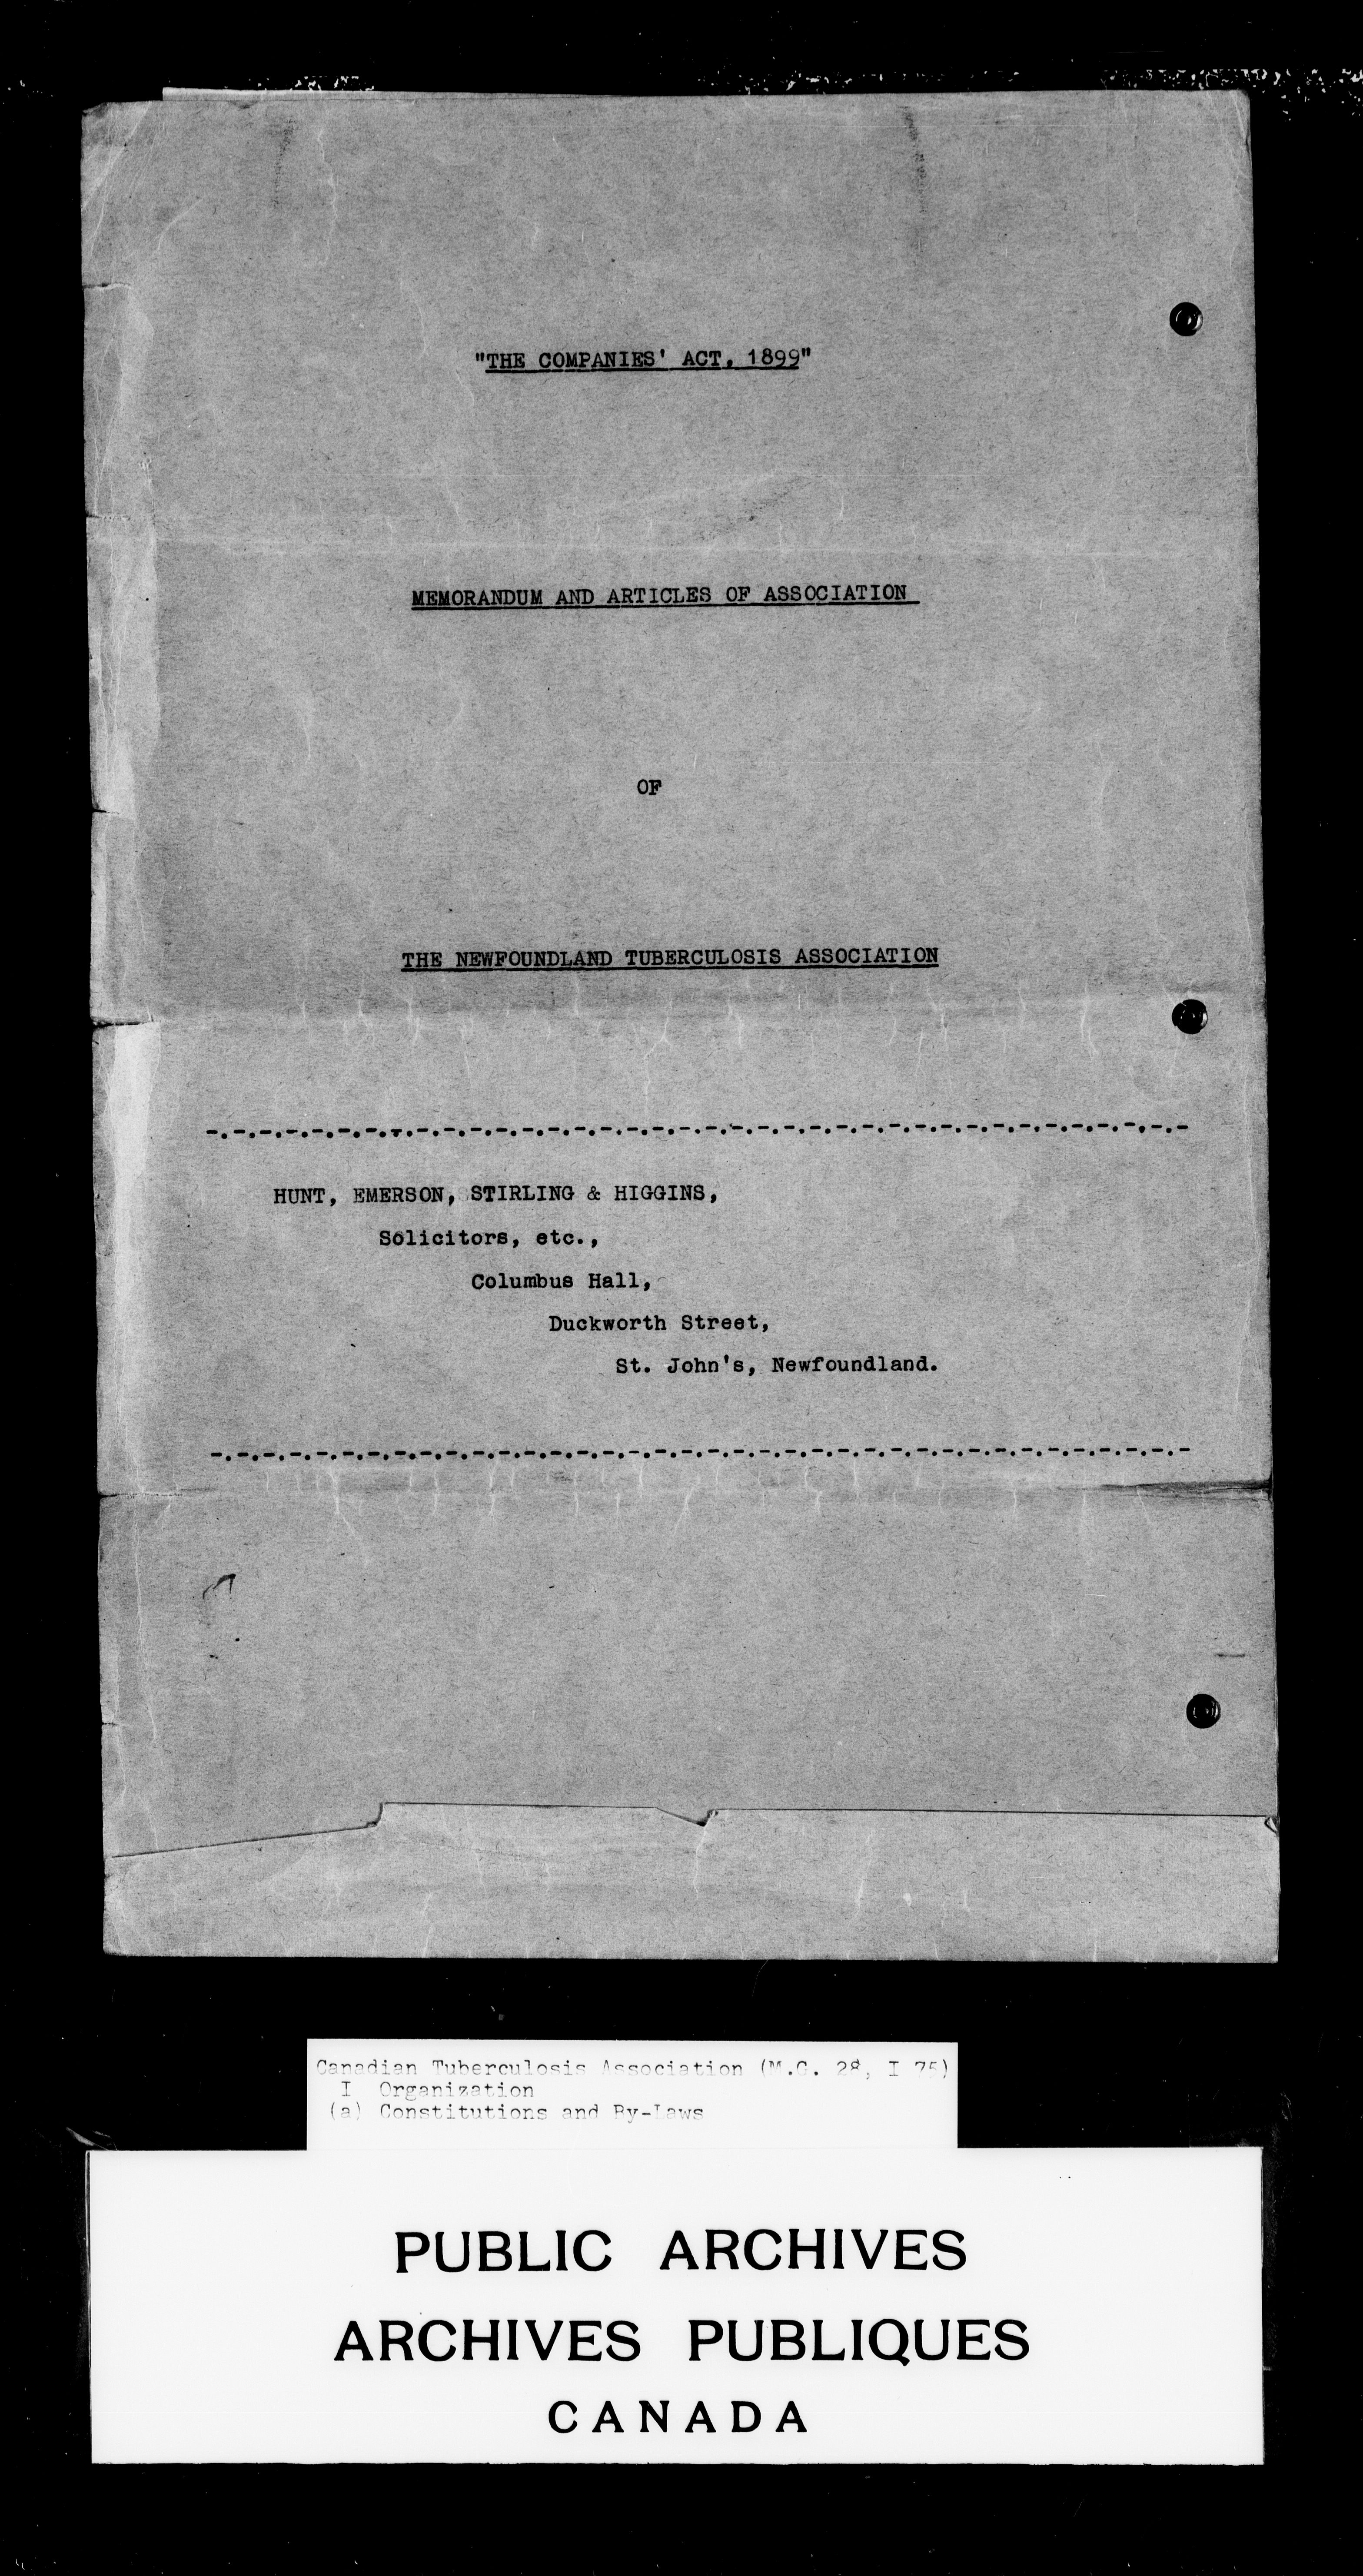 "THE COMPANIES' ACT, 1899"
MEMORANDUM AND ARTICLES OF ASSOCIATION
OF
THE NEWFOUNDLAND TUBERCULOSIS ASSOCIATION
-.-.-.-.-.-.-.-.-.-.-.-.-.-.-.-.-.-.-.-.-.-.-.-.-.-.-.-.-.-.-.-.-.-.-.-.-.-
HUNT, EMERSON, STIRLING & HIGGINS,
Solicitors, etc.,
Columbus Hall,
Duckworth Street,
St. John's, Newfoundland.
-.-.-.-.-.-.-.-.-.-.-.-.-.-.-.-.-.-.-.-.-.-.-.-.-.-.-.-.-.-.-.-.-.-.-.-.-.-
Canadian Tuberculosis Association (M.G. 28, I 75)
I Organization
(a) Constitutions and By-Laws
PUBLIC ARCHIVES
ARCHIVES PUBLIQUES
CANADA